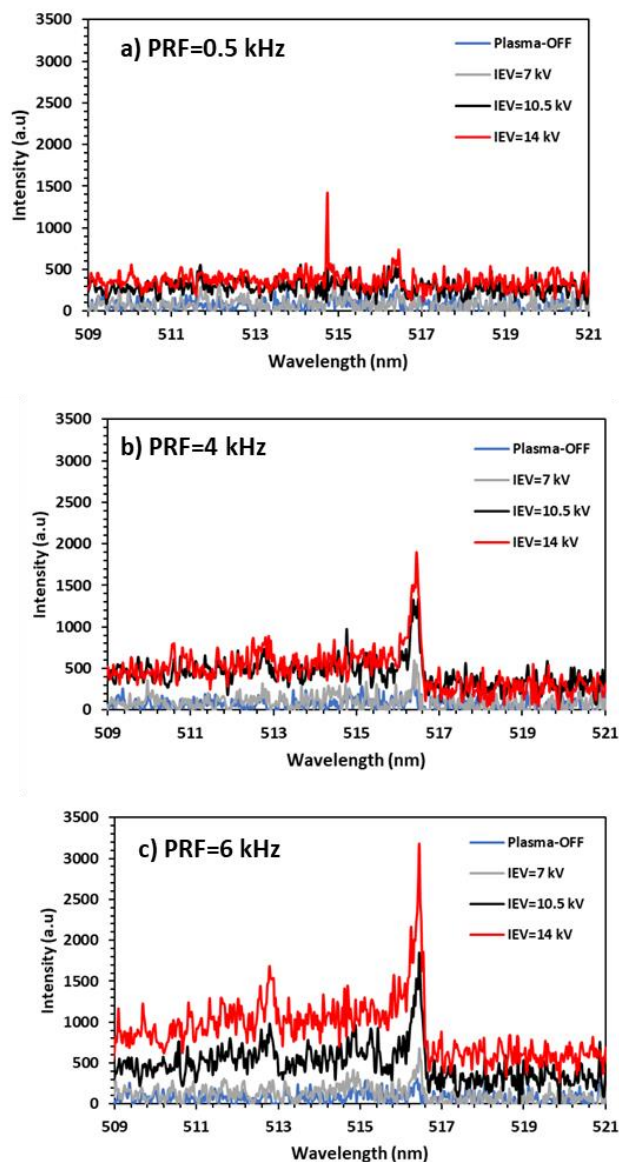 a) PRF=0.5 kHz
Plasma-OFF
IEV=7 kV
IEV=10.5 kV
IEV=14 kV
Intensity (a.u)
3500
3000
2500
2000
1500
1000
500
0
509 511 513 515 517 519 521
Wavelength (nm)
b) PRF=4 kHz
Plasma-OFF
IEV=7 kV
IEV=10.5 kV
IEV=14 kV
Intensity (a.u)
3500
3000
2500
2000
1500
1000
500
0
509 511 513 515 517 519 521
Wavelength (nm)
c) PRF=6 kHz
Plasma-OFF
IEV=7 kV
IEV=10.5 kV
IEV=14 kV
Intensity (a.u)
3500
3000
2500
2000
1500
1000
500
0
509 511 513 515 517 519 521
Wavelength (nm)